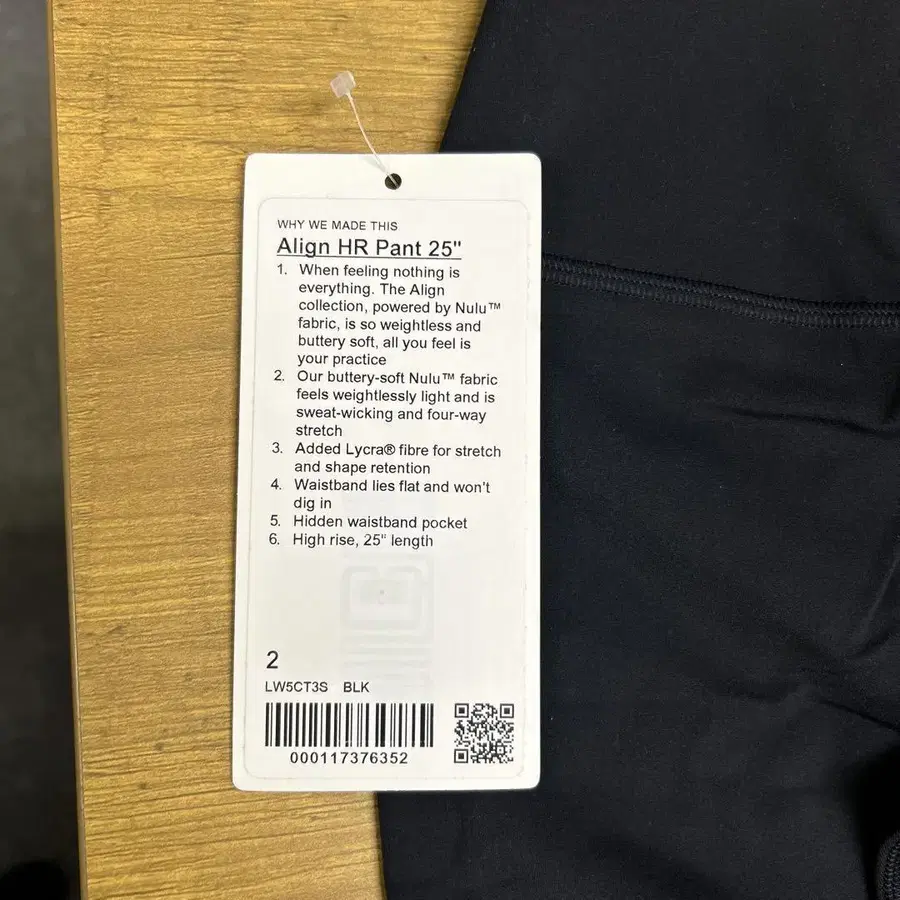 WHY WE MADE THIS
Align HR Pant 25"
1. When feeling nothing is
everything. The Align
collection, powered by Nulu™
fabric, is so weightless and
buttery soft, all you feel is
your practice
2. Our buttery-soft Nulu™ fabric
feels weightlessly light and is
sweat-wicking and four-way
stretch
3. Added Lycra® fibre for stretch
and shape retention
4. Waistband lies flat and won't
dig in
5. Hidden waistband pocket
6. High rise, 25" length
2
LW5CT3S BLK
000117376352